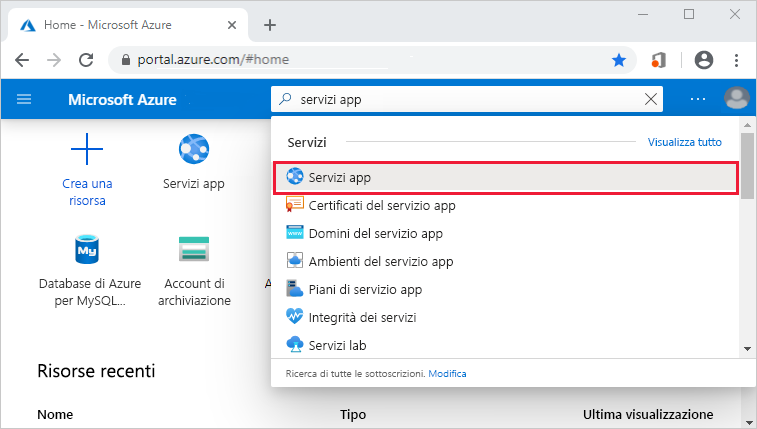 Home - Microsoft Azure
portal.azure.com/#home
Microsoft Azure
servizi app
Servizi
Visualizza tutto
Servizi app
Certificati del servizio app
Domini del servizio app
Ambienti del servizio app
Piani di servizio app
Integrità dei servizi
Servizi lab
Ricerca di tutte le sottoscrizioni. Modifica
Crea una
risorsa
Servizi app
My
Database di Azure
per MySQL...
Account di
archiviazione
A
Risorse recenti
Nome
Tipo
Ultima visualizzazione